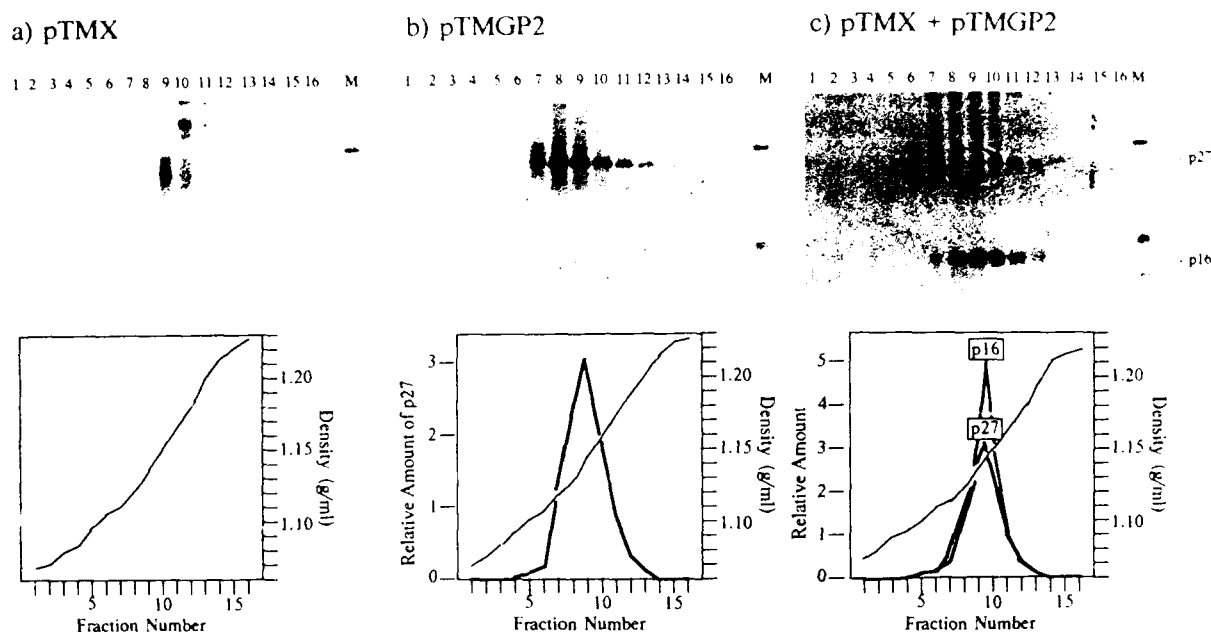 a) pTMX
b) pTMGP2
c) pTMX + pTMGP2
1 2 3 4 5 6 7 8 9 10 11 12 13 14 15 16 M
1 2 3 4 6 7 8 9 10 11 12 13 14 15 16 M
1 2 3 4 5 6 7 8 9 10 11 12 13 14 15 16 M
p27
p16
1.20
1.15
1.10
Density (g/ml)
5 10 15
Fraction Number
3
2
1
0
Relative Amount of p27
1.20
1.15
1.10
Density (g/ml)
5 10 15
Fraction Number
5
4
3
2
1
0
Relative Amount
p16
p27
1.20
1.15
1.10
Density (g/ml)
5 10 15
Fraction Number